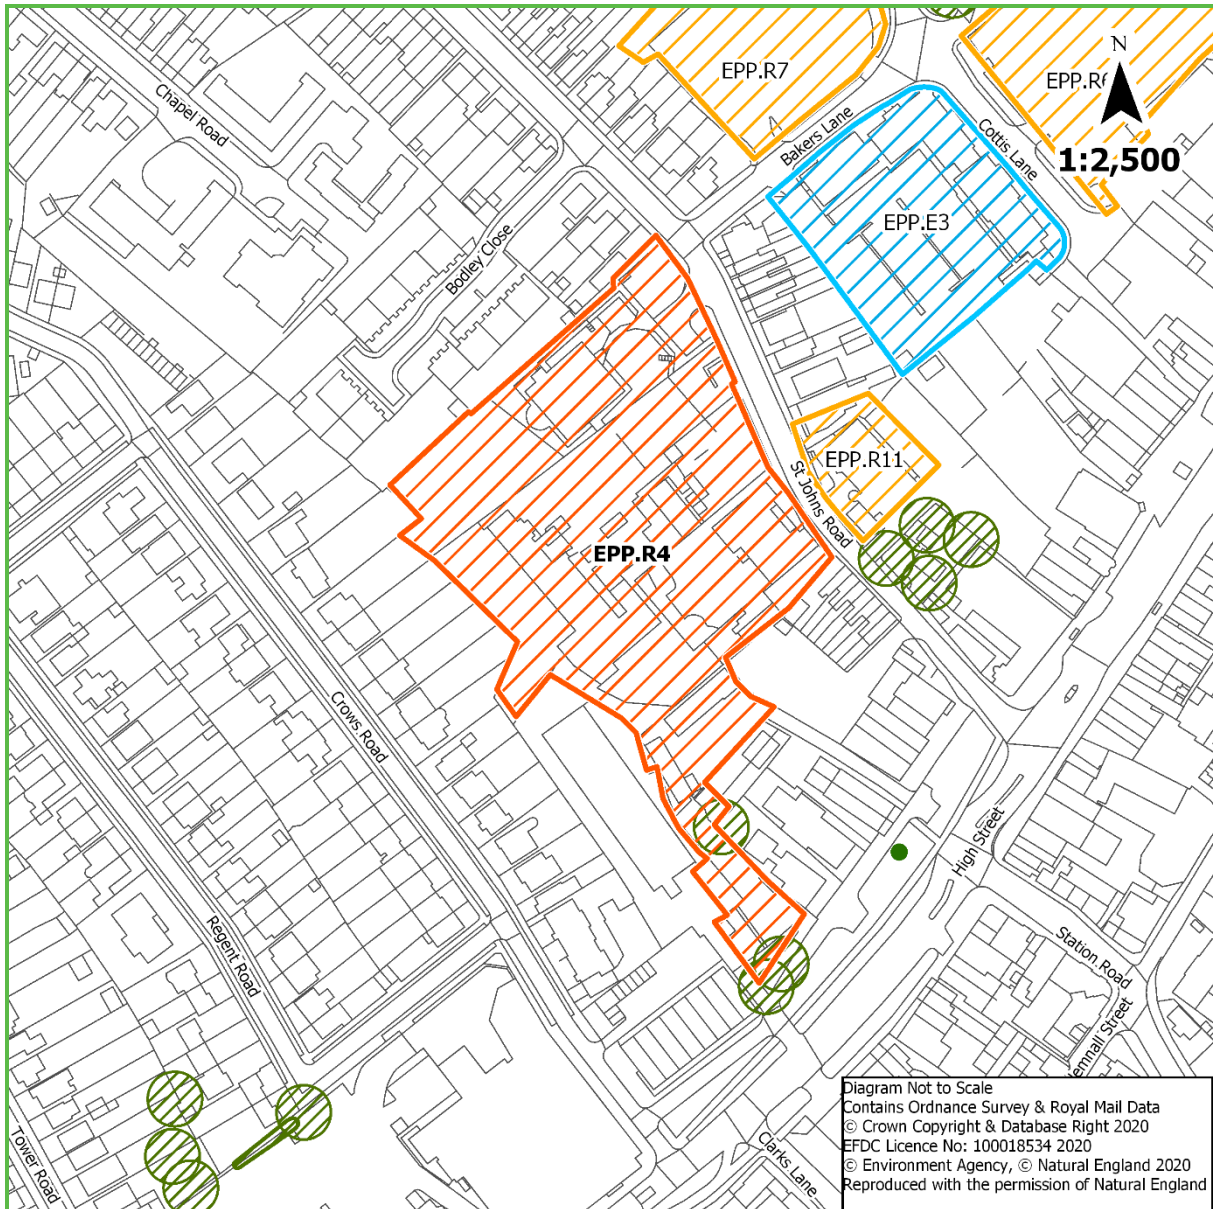 EPP.R7
EPP.R6
N
1:2,500
Chapel Road
Bakers Lane
Cottis Lane
EPP.E3
Bodley Close
EPP.R11
St Johns Road
EPP.R4
Crows Road
High Street
Regent Road
Station Road
Hemnall Street
Tower Road
Clarks Lane
Diagram Not to Scale
Contains Ordnance Survey & Royal Mail Data
© Crown Copyright & Database Right 2020
EFDC Licence No: 100018534 2020
© Environment Agency, © Natural England 2020
Reproduced with the permission of Natural England